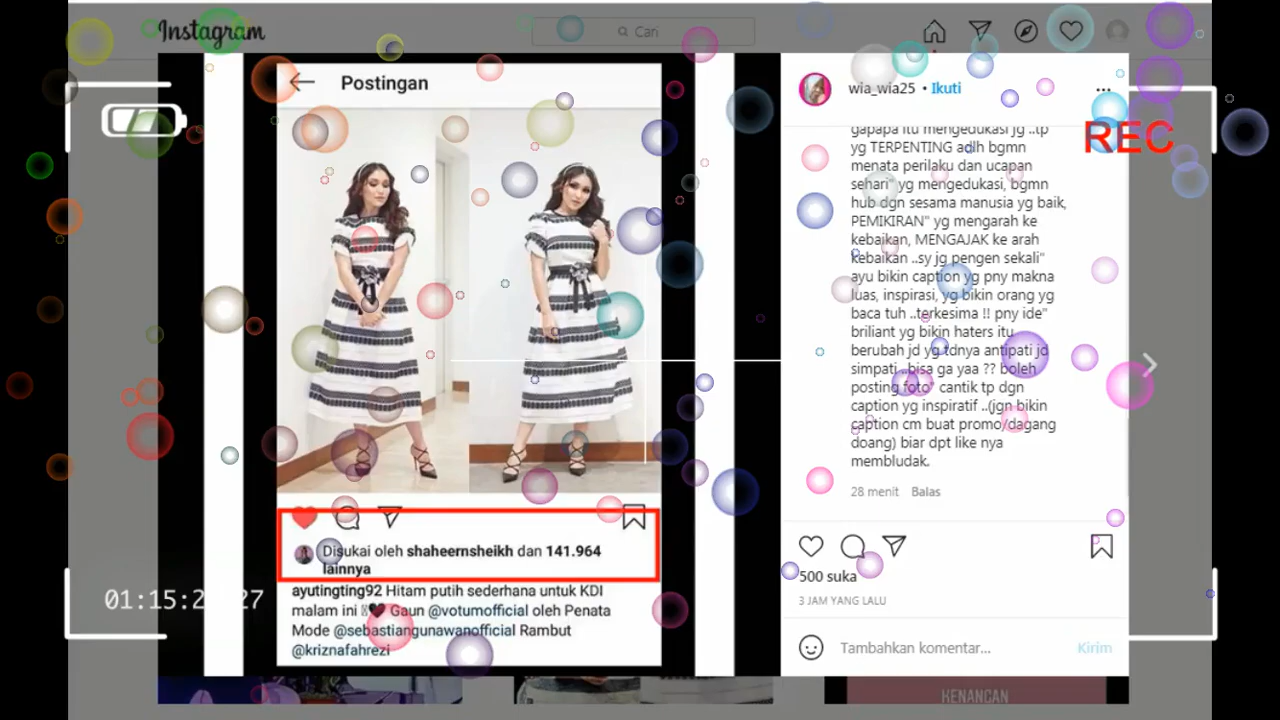 Instagram
Cari
Postingan
wia_wia25 • Ikuti
REC
gapapa itu mengedukasi jg ..tp
yg TERPENTING adh bgmn
menata perilaku dan ucapan
sehari" yg mengedukasi, bgmn
hub dgn sesama manusia yg baik,
PEMIKIRAN" yg mengarah ke
kebaikan, MENGAJAK ke arah
kebaikan ..sy jg pengen sekali"
ayu bikin caption yg pny makna
luas, inspirasi, yg bikin orang yg
baca tuh ..terkesima !! pny ide"
briliant yg bikin haters itu
berubah jd yg tdnya antipati jd
simpati ..bisa ga yaa ?? boleh
posting foto" cantik tp dgn
caption yg inspiratif ..(jgn bikin
caption cm buat promo/dagang
doang) biar dpt like nya
membludak.
28 menit Balas
Disukai oleh shaheernsheikh dan 141.964
lainnya
ayutingting92 Hitam putih sederhana untuk KDI
malam ini 🖤 Gaun @votumofficial oleh Penata
Mode @sebastiangunawanofficial Rambut
@kriznafahrezi
500 suka
3 JAM YANG LALU
Tambahkan komentar... Kirim
KENANGAN